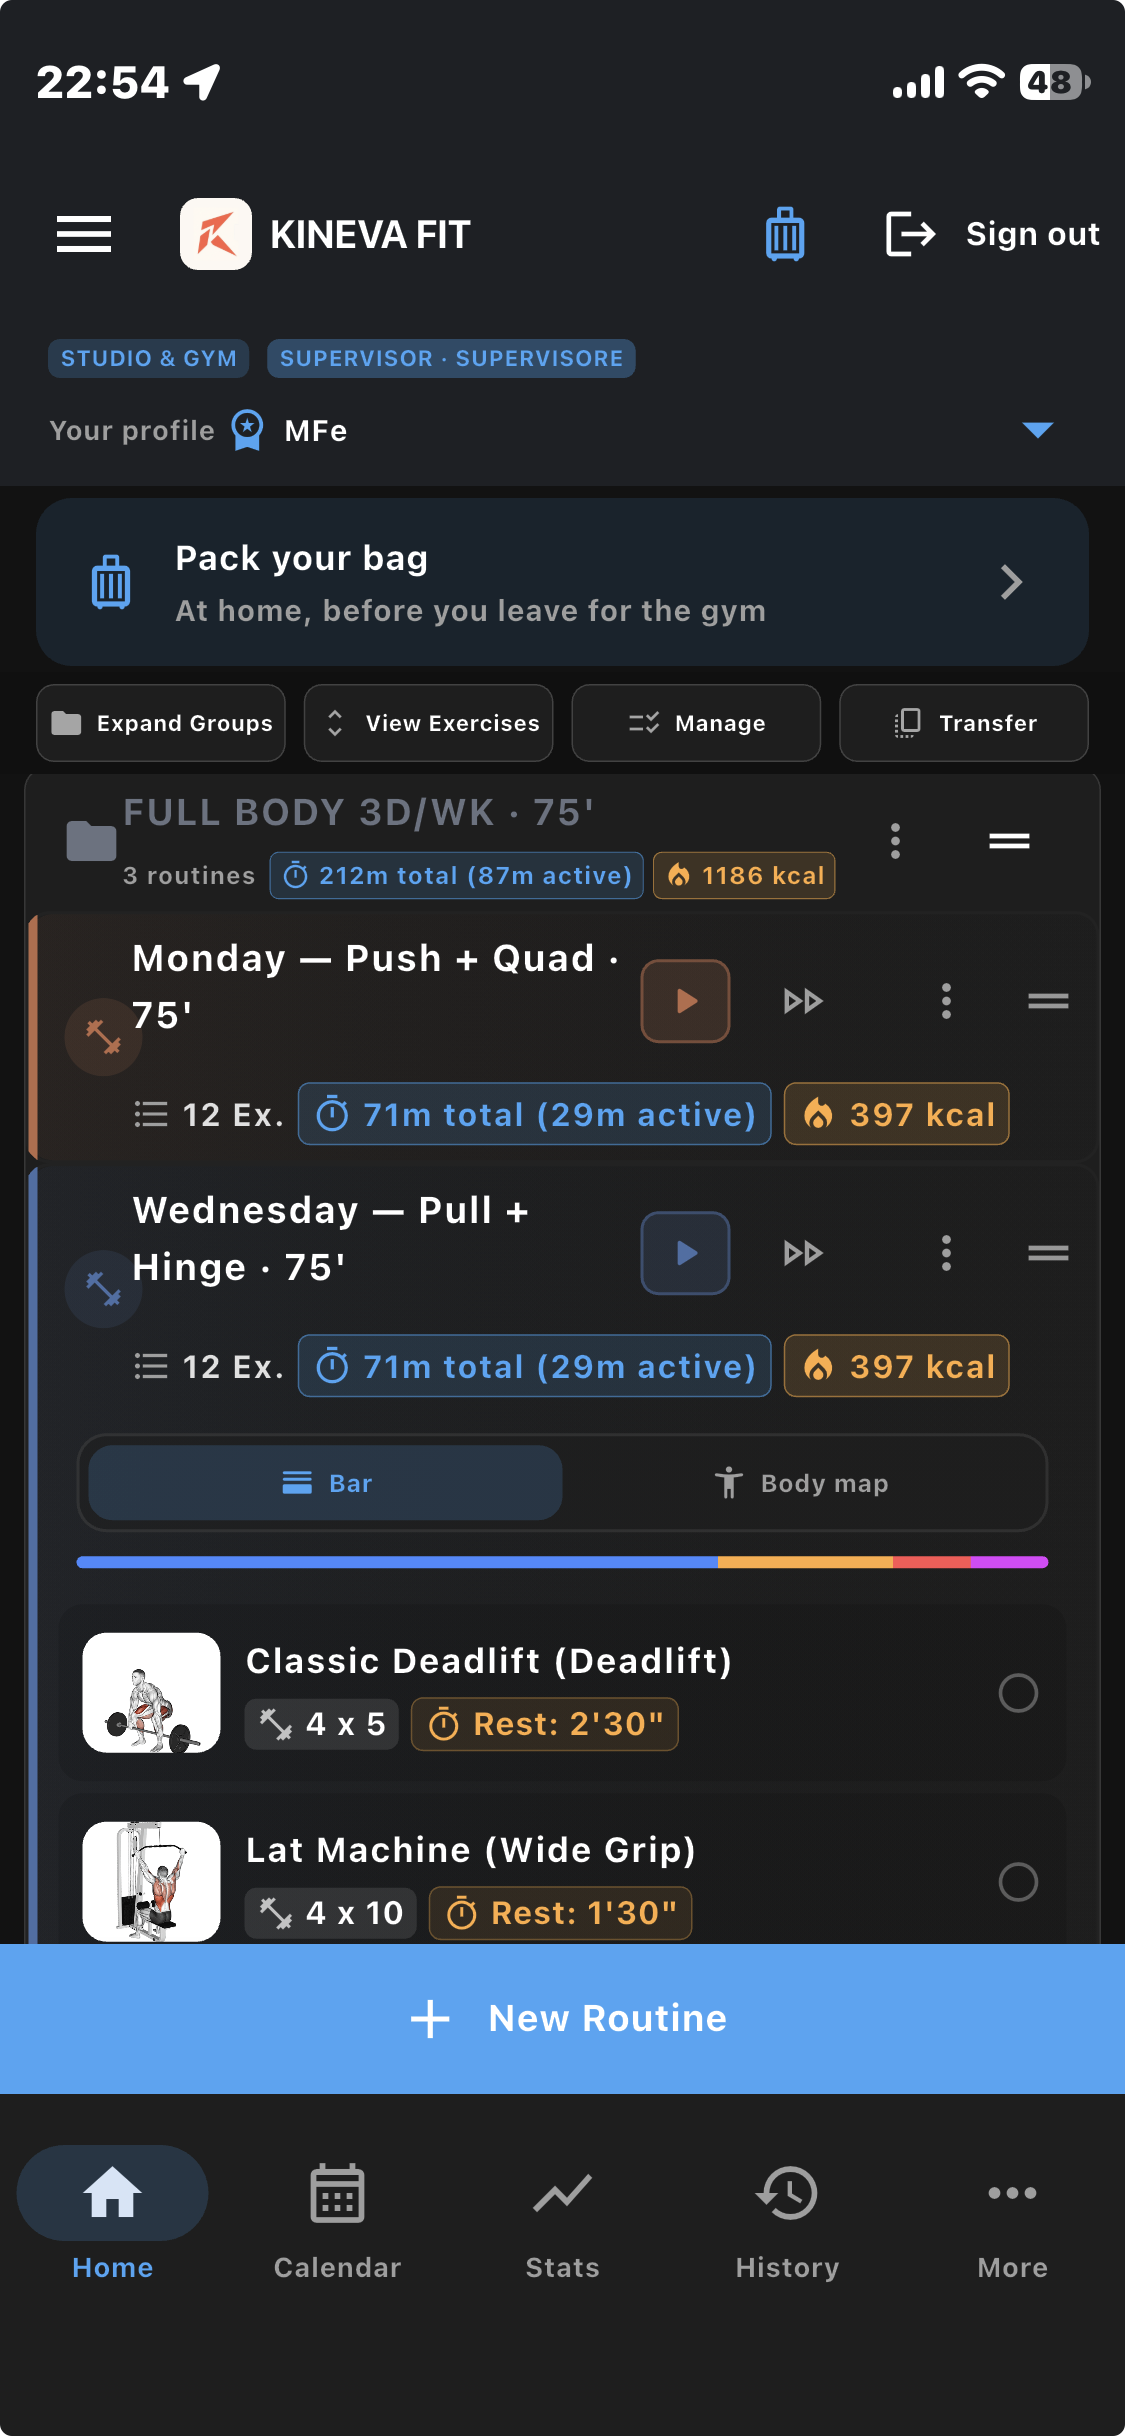 22:54
48
KINEVA FIT
Sign out
STUDIO & GYM
SUPERVISOR · SUPERVISORE
Your profile
MFe
Pack your bag
At home, before you leave for the gym
Expand Groups
View Exercises
Manage
Transfer
FULL BODY 3D/WK · 75'
3 routines
212m total (87m active)
1186 kcal
Monday — Push + Quad ·
75'
12 Ex.
71m total (29m active)
397 kcal
Wednesday — Pull +
Hinge · 75'
12 Ex.
71m total (29m active)
397 kcal
Bar
Body map
Classic Deadlift (Deadlift)
4 x 5
Rest: 2'30"
Lat Machine (Wide Grip)
4 x 10
Rest: 1'30"
New Routine
Home
Calendar
Stats
History
More